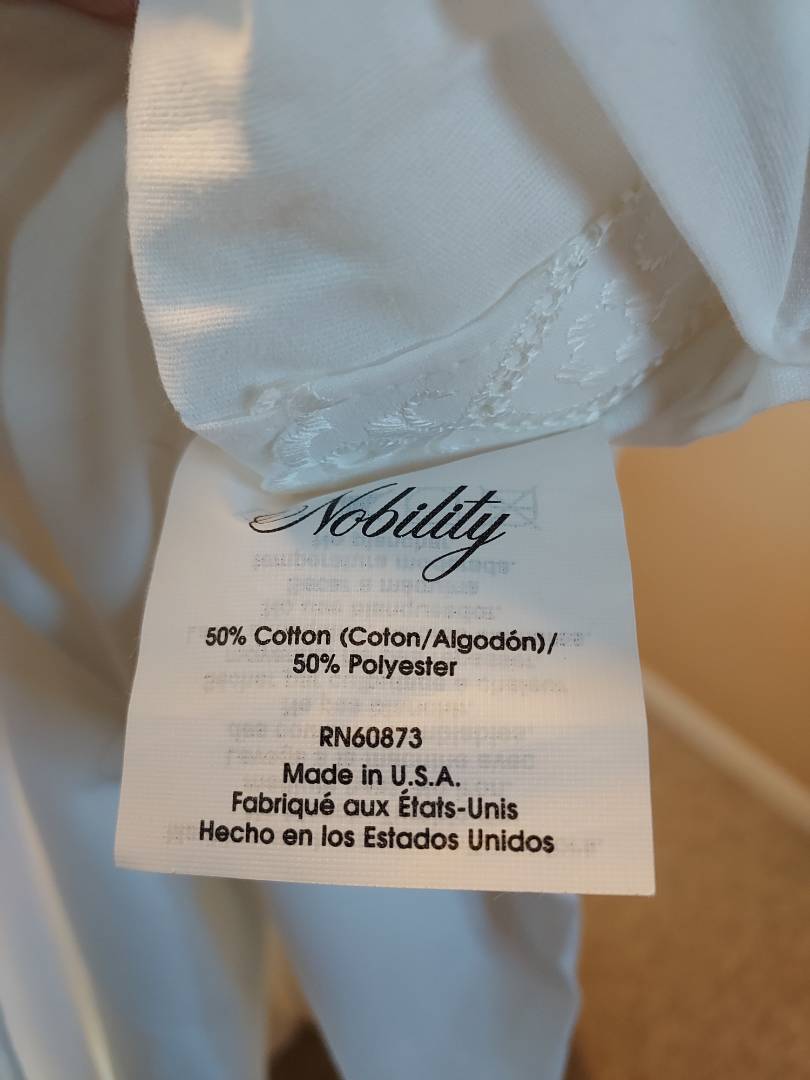 Nobility
50% Cotton (Coton/Algodón)/
50% Polyester
RN60873
Made in U.S.A.
Fabriqué aux États-Unis
Hecho en los Estados Unidos